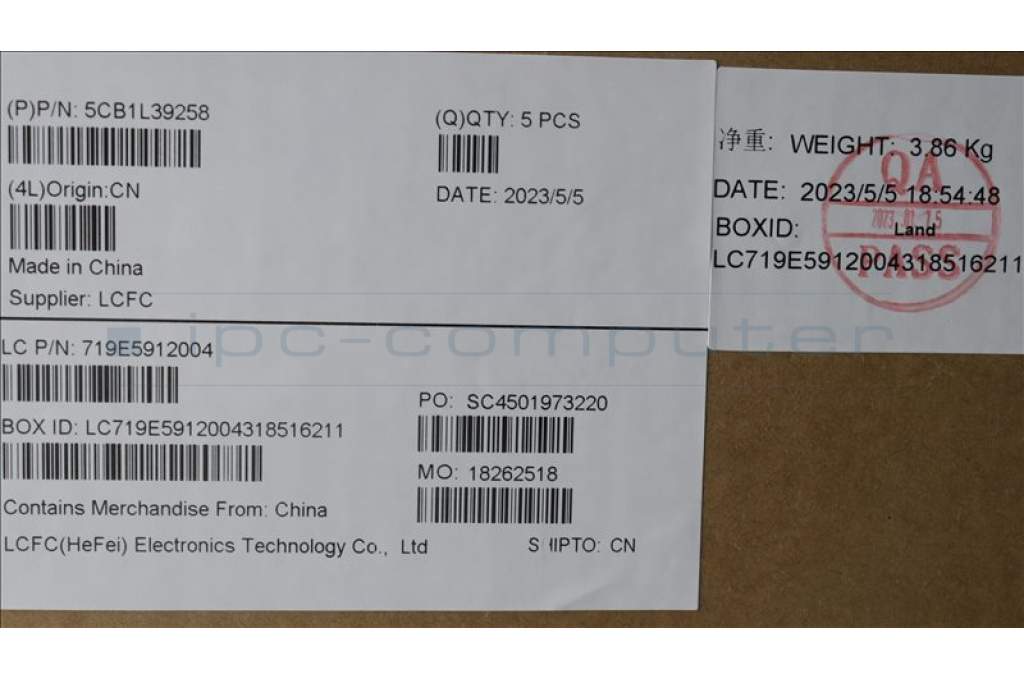 (P)P/N: 5CB1L39258
(Q)QTY: 5 PCS
(4L)Origin:CN
DATE: 2023/5/5
Made in China
Supplier: LCFC
LC P/N: 719E5912004
PO: SC4501973220
BOX ID: LC719E5912004318516211
MO: 18262518
Contains Merchandise From: China
LCFC(HeFei) Electronics Technology Co., Ltd
SHIPTO: CN
净重: WEIGHT: 3.86 Kg
DATE: 2023/5/5 18:54:48
BOXID: Land
LC719E5912004318516211
QA
PASS
ipc-computer